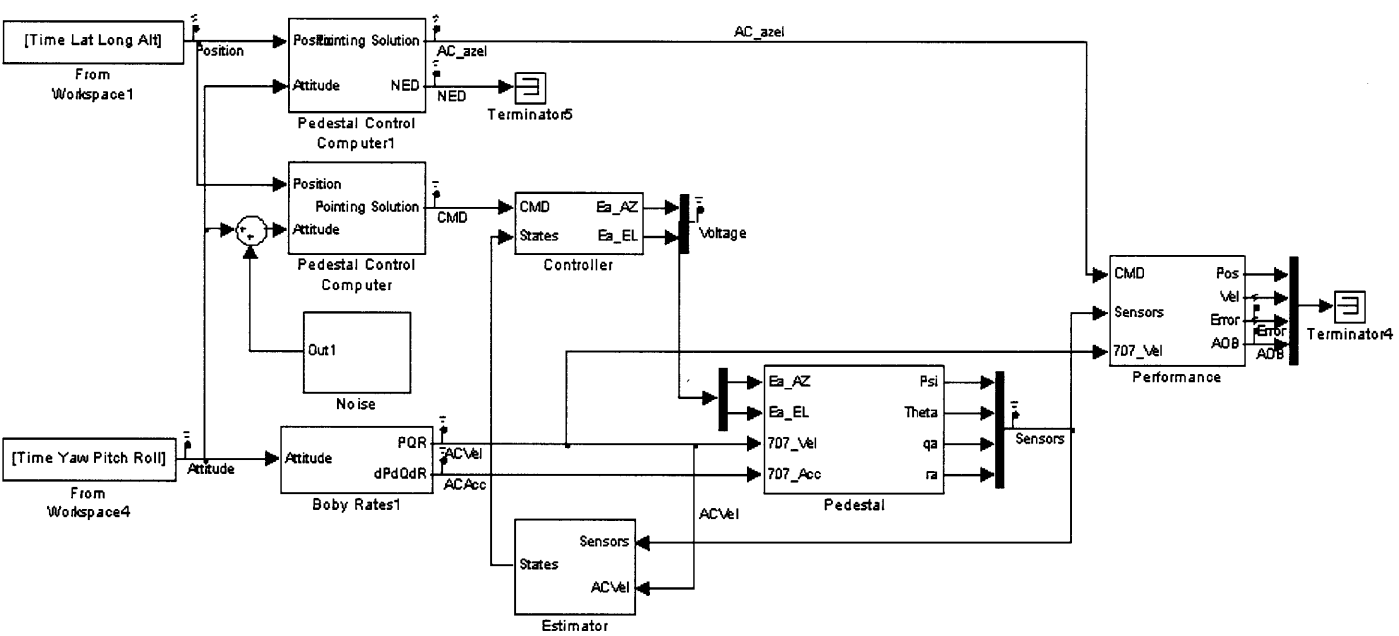 [Time Lat Long Alt]
Position
From
Workspace1
Position
Pointing Solution
AC_azel
AC_azel
Attitude
NED
NED
Terminator5
Pedestal Control
Computer1
Position
Pointing Solution
CMD
Attitude
Pedestal Control
Computer
CMD
Ea_AZ
States
Ea_EL
Voltage
Controller
CMD
Pos
Vel
Sensors
Error
Error
707_Vel
AOB
AOB
Performance
Terminator4
Out1
Noise
Ea_AZ
Psi
Ea_EL
Theta
707_Vel
qa
707_Acc
ra
Sensors
Pedestal
[Time Yaw Pitch Roll]
Attitude
From
Workspace4
Attitude
PQR
ACVel
dPdQdR
ACAcc
Boby Rates1
ACVel
Sensors
States
ACVel
Estimator